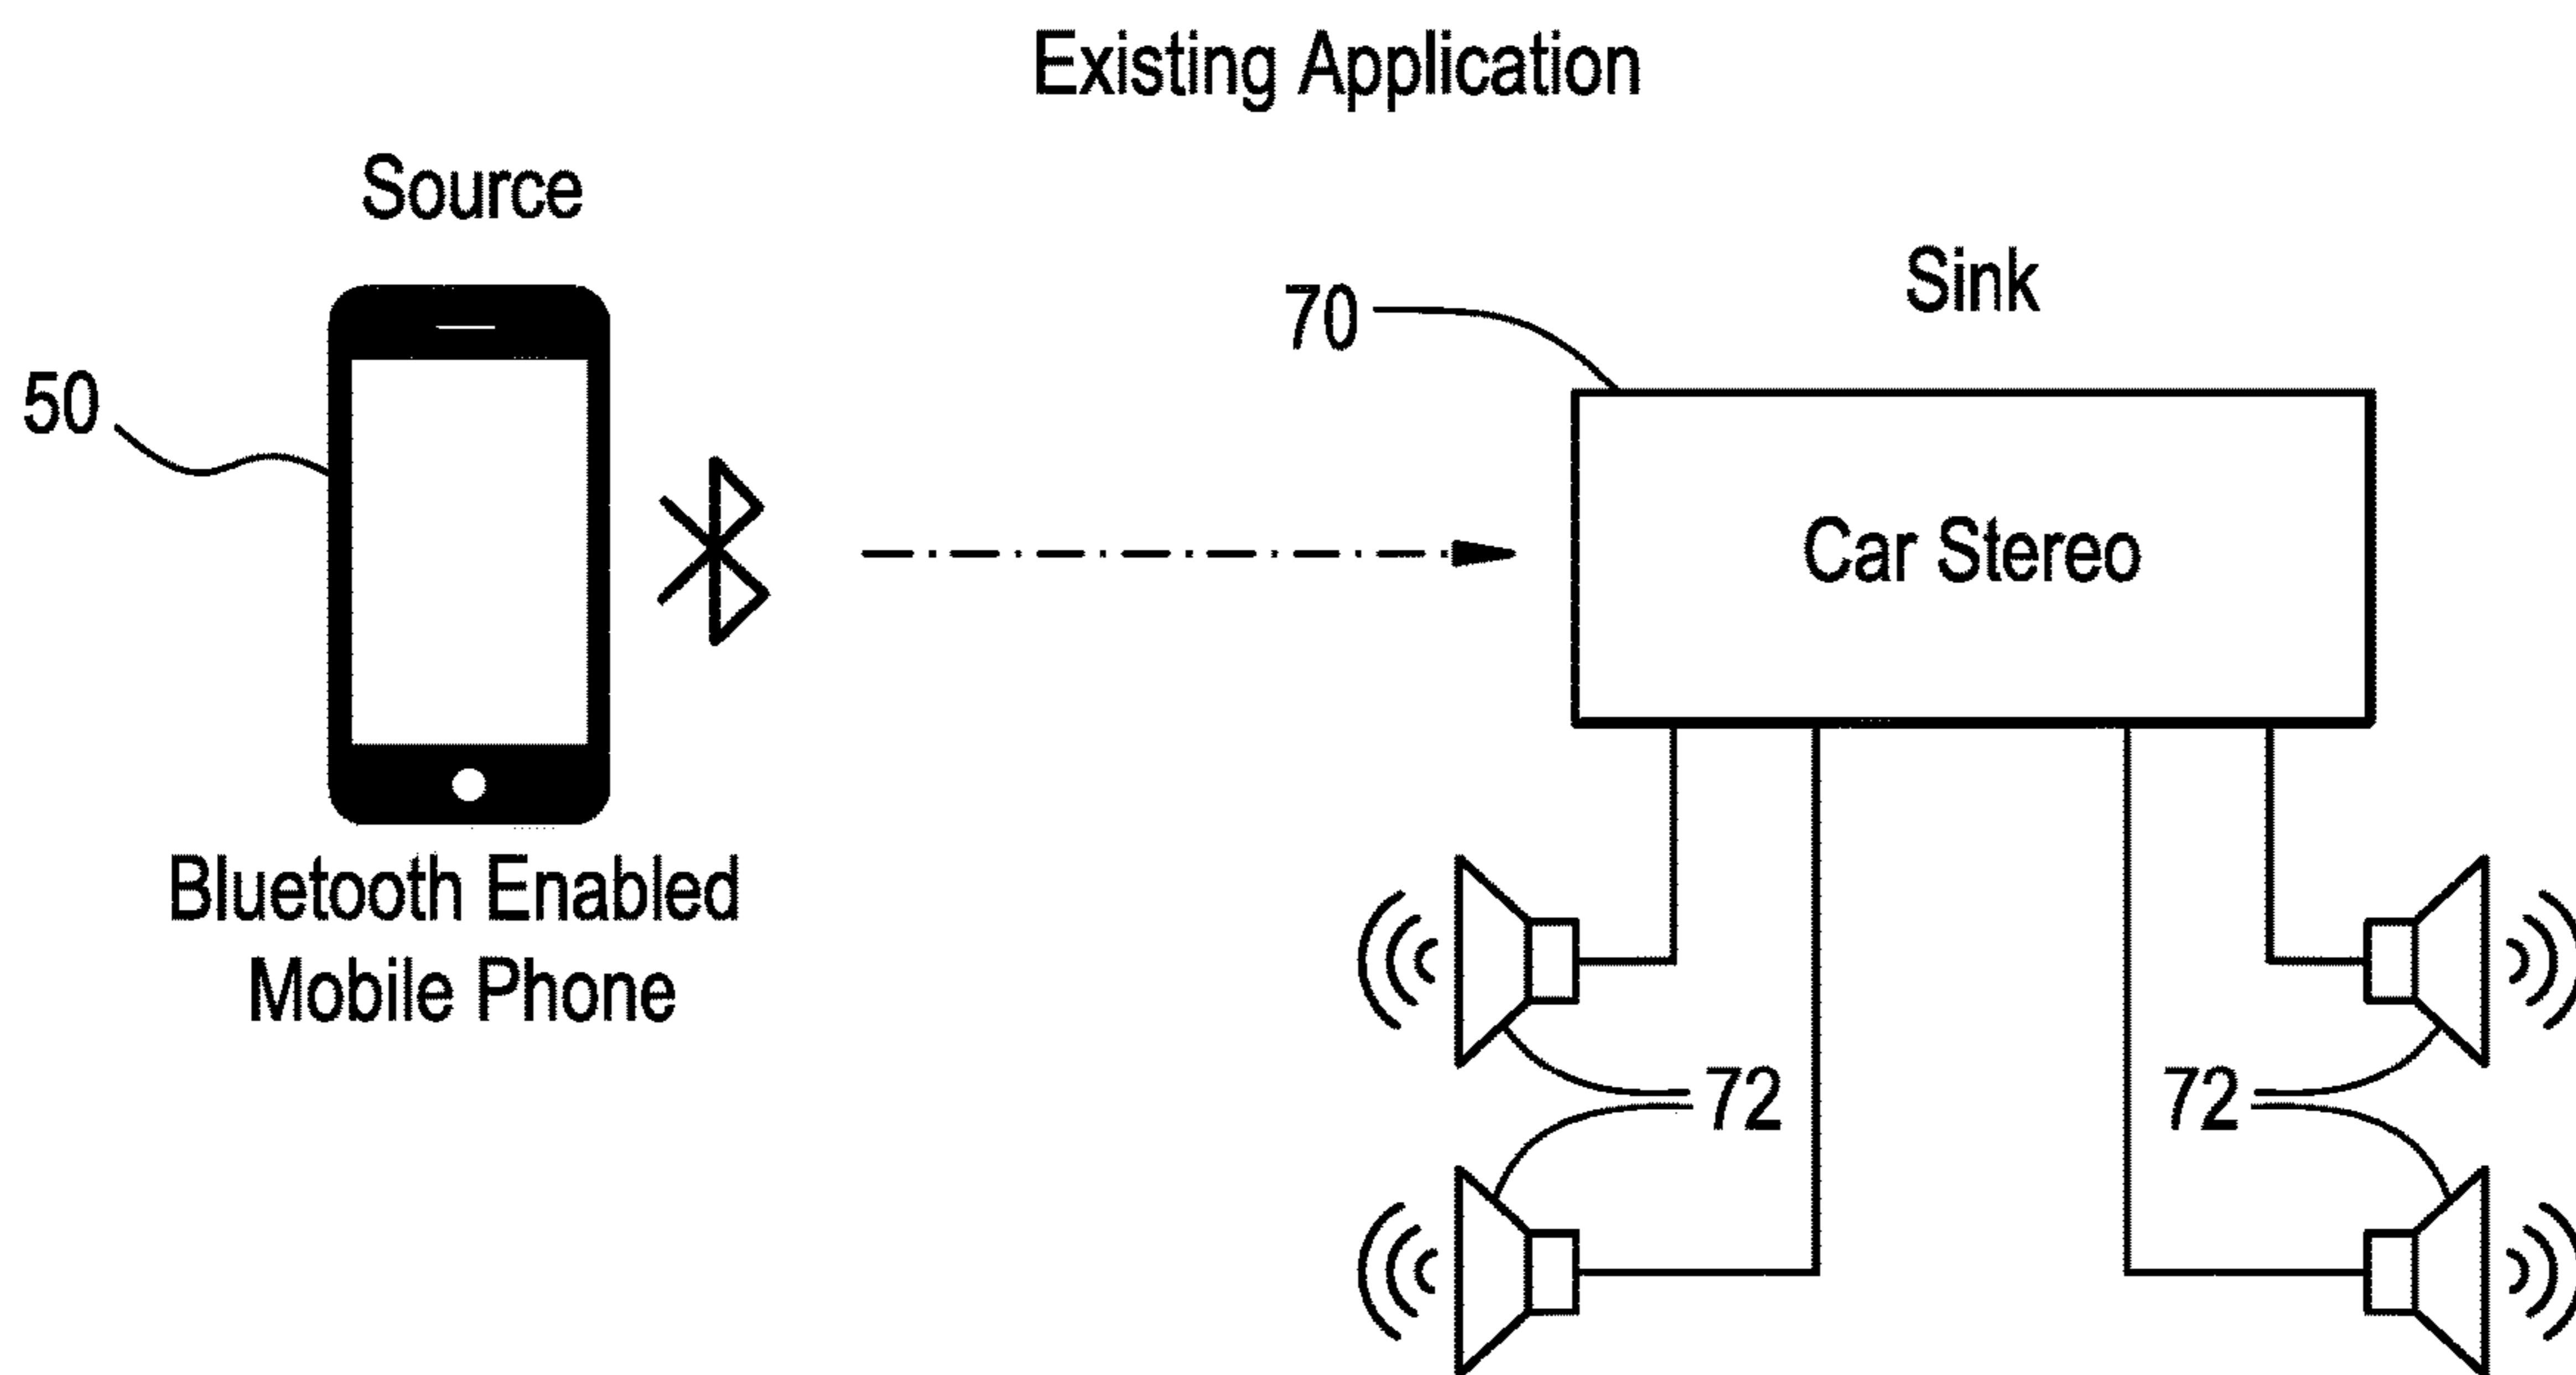 Existing Application
Source
Sink
70
50
Car Stereo
Bluetooth Enabled
Mobile Phone
72
72